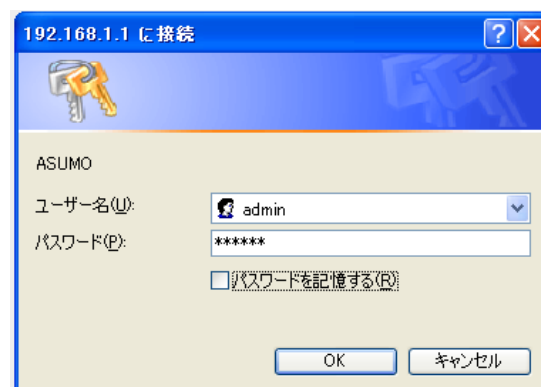 192.168.1.1 に接続
ASUMO
ユーザー名(U):
admin
パスワード(P):
******
パスワードを記憶する(R)
OK
キャンセル